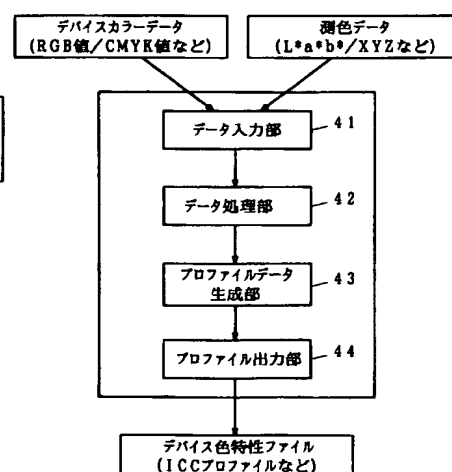 デバイスカラーデータ
(RGB値/CMYK値など)
測色データ
(L*a*b*/XYZなど)
データ入力部
41
データ処理部
42
プロファイルデータ
生成部
43
プロファイル出力部
44
デバイス色特性ファイル
(ICCプロファイルなど)